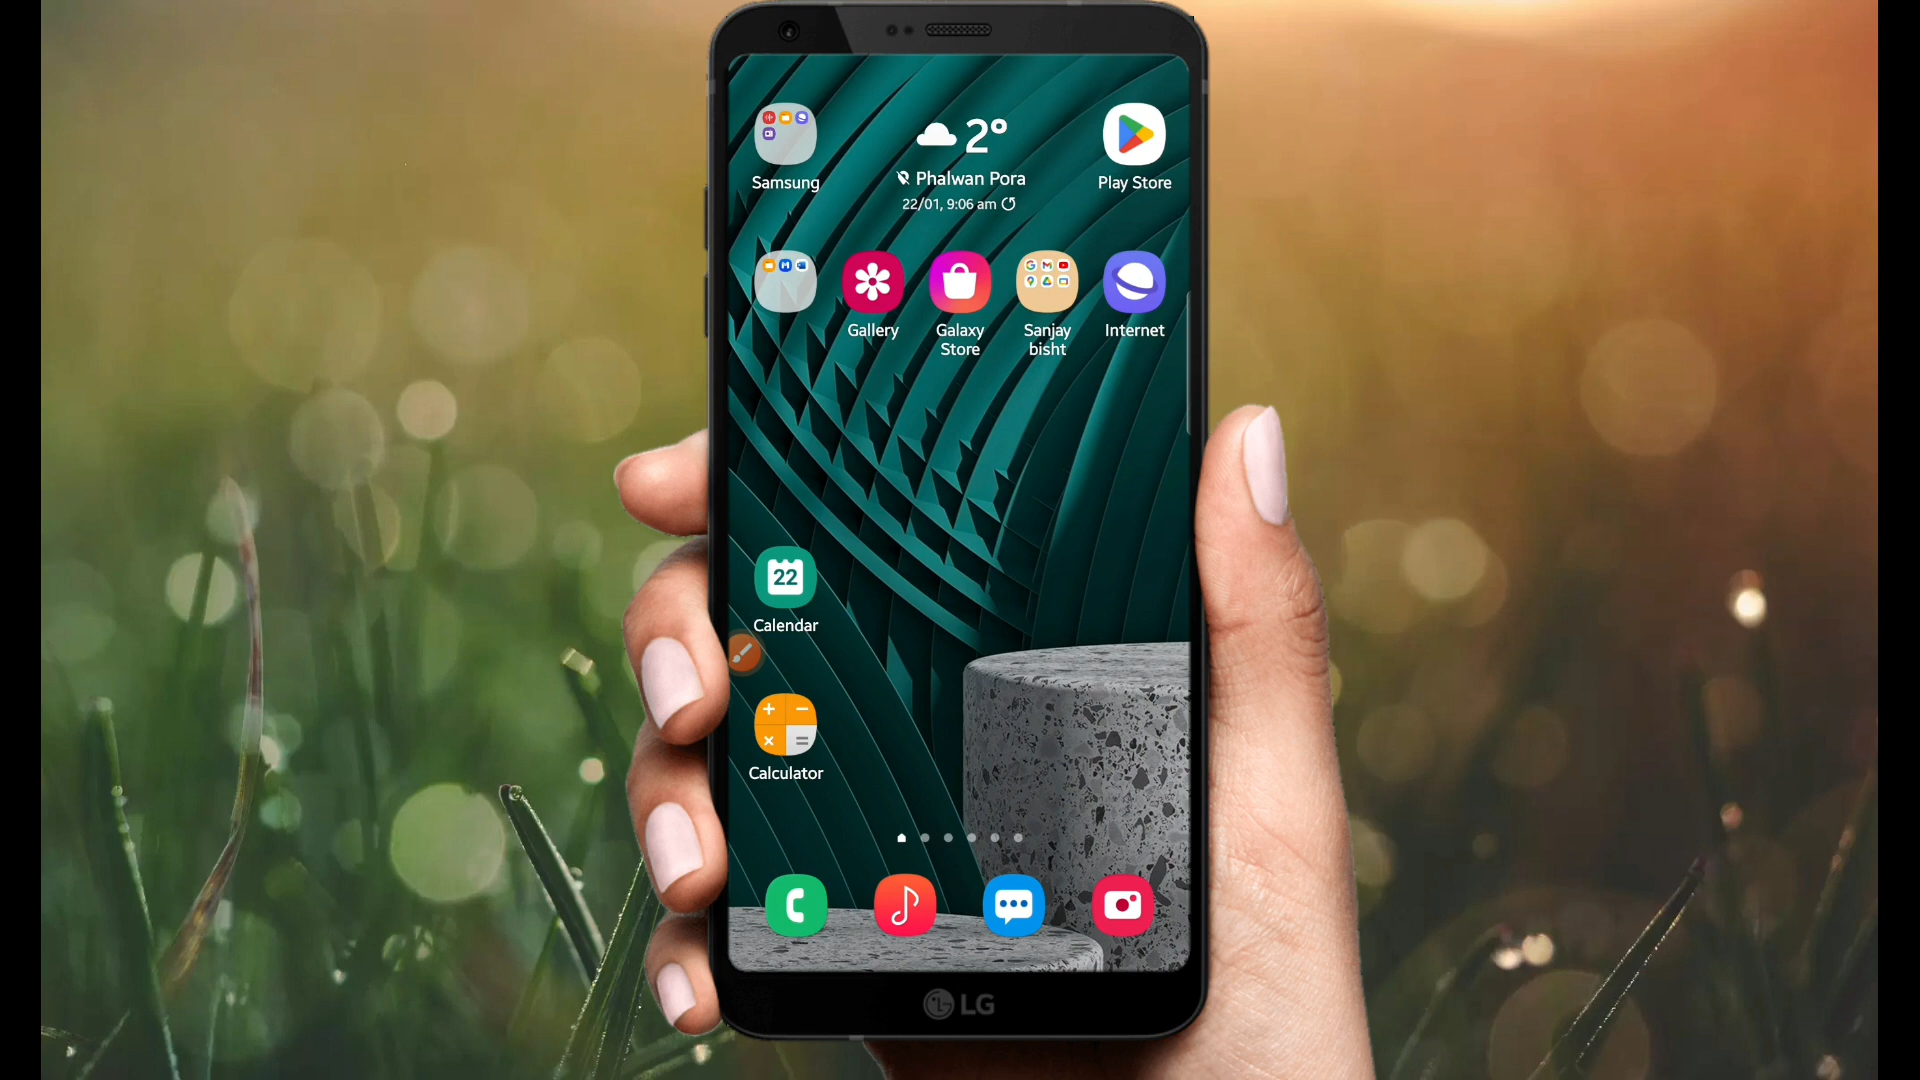 2°
Phalwan Pora
22/01, 9:06 am
Samsung
Play Store
Gallery
Galaxy
Store
Sanjay
bisht
Internet
22
Calendar
Calculator
LG